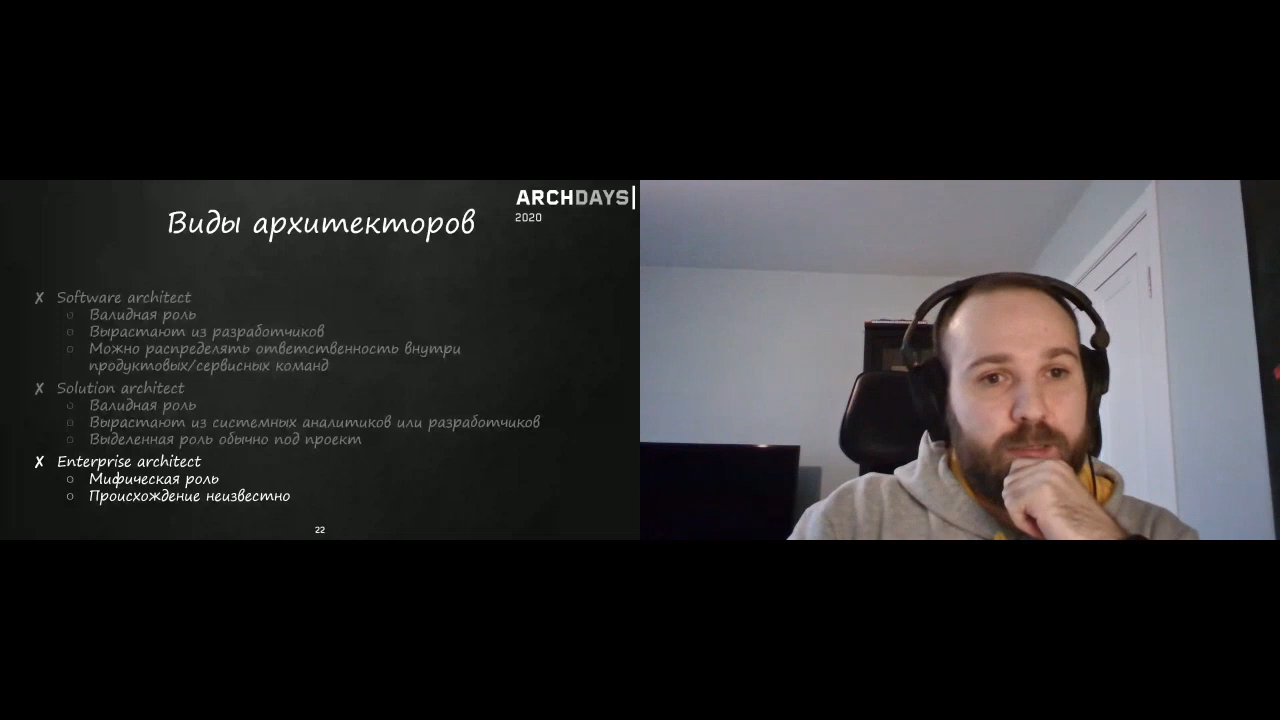 ARCHDAYS
2020
Виды архитекторов
✗ Software architect
○ Валидная роль
○ Вырастают из разработчиков
○ Можно распределять ответственность внутри
продуктовых/сервисных команд
✗ Solution architect
○ Валидная роль
○ Вырастают из системных аналитиков или разработчиков
○ Выделенная роль обычно под проект
✗ Enterprise architect
○ Мифическая роль
○ Происхождение неизвестно
22